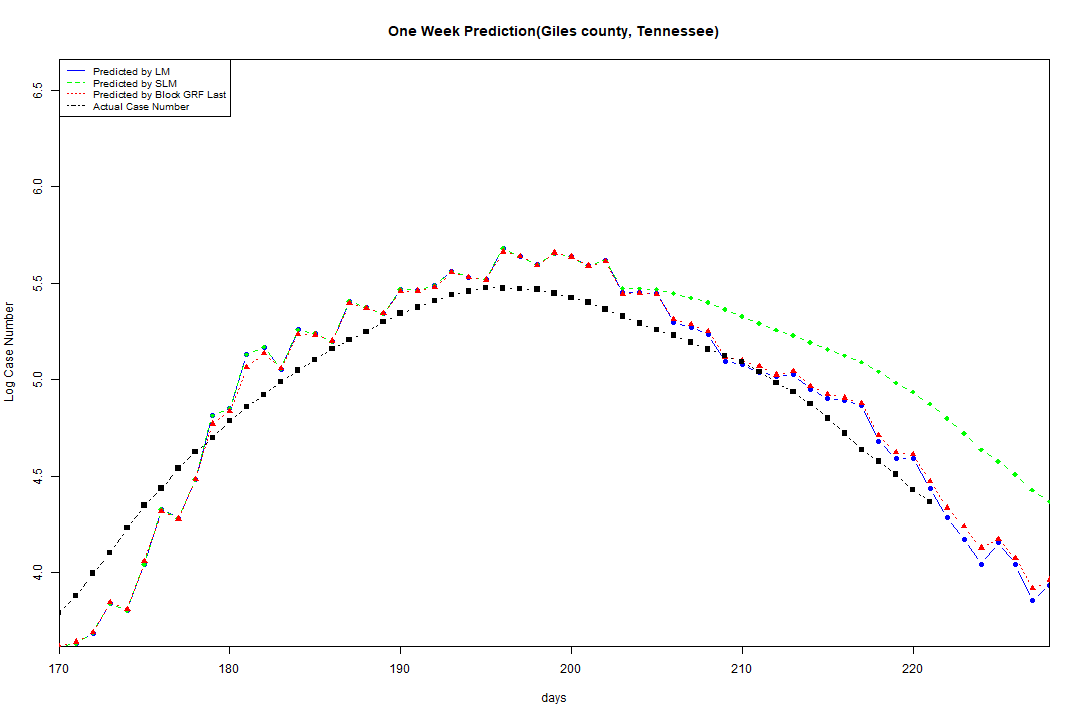 One Week Prediction(Giles county, Tennessee)
Predicted by LM
Predicted by SLM
Predicted by Block GRF Last
Actual Case Number
Log Case Number
6.5
6.0
5.5
5.0
4.5
4.0
170 180 190 200 210 220
days